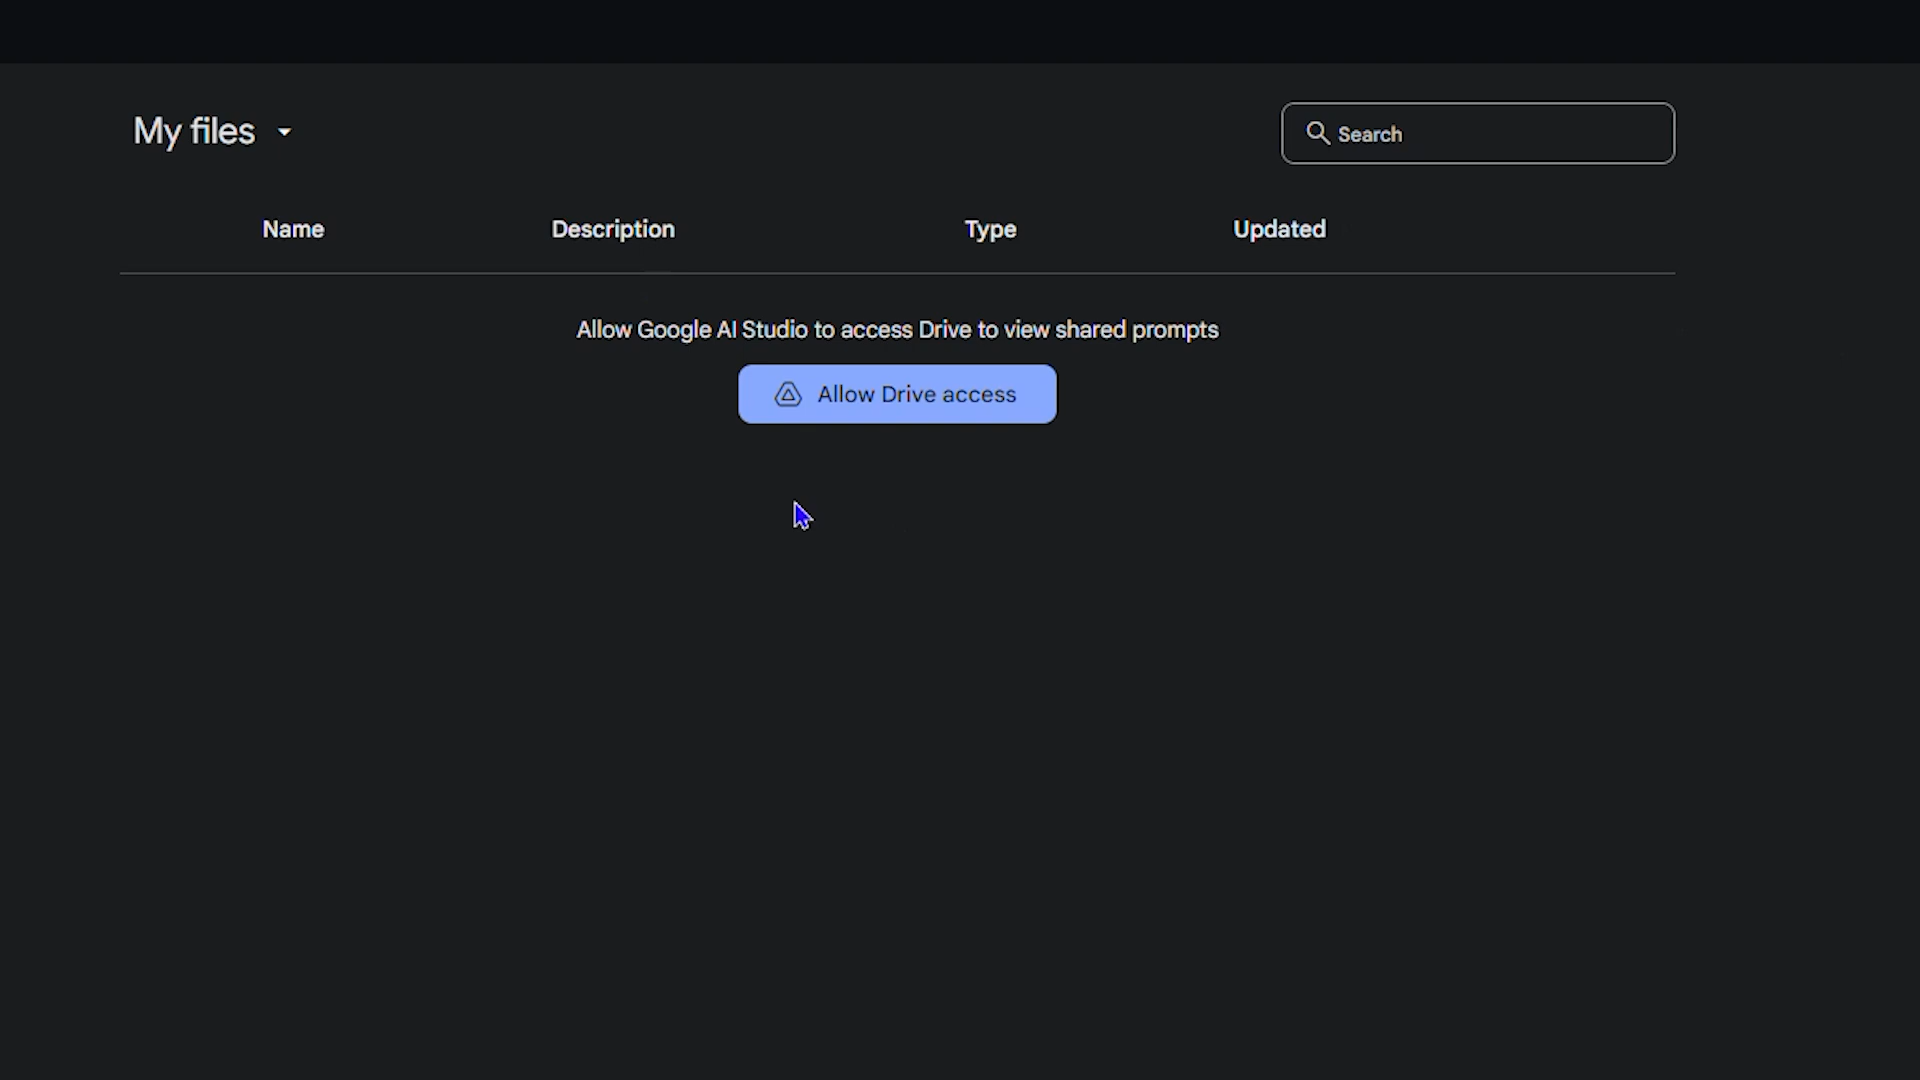 My files
Search
Name Description Type Updated
Allow Google AI Studio to access Drive to view shared prompts
Allow Drive access